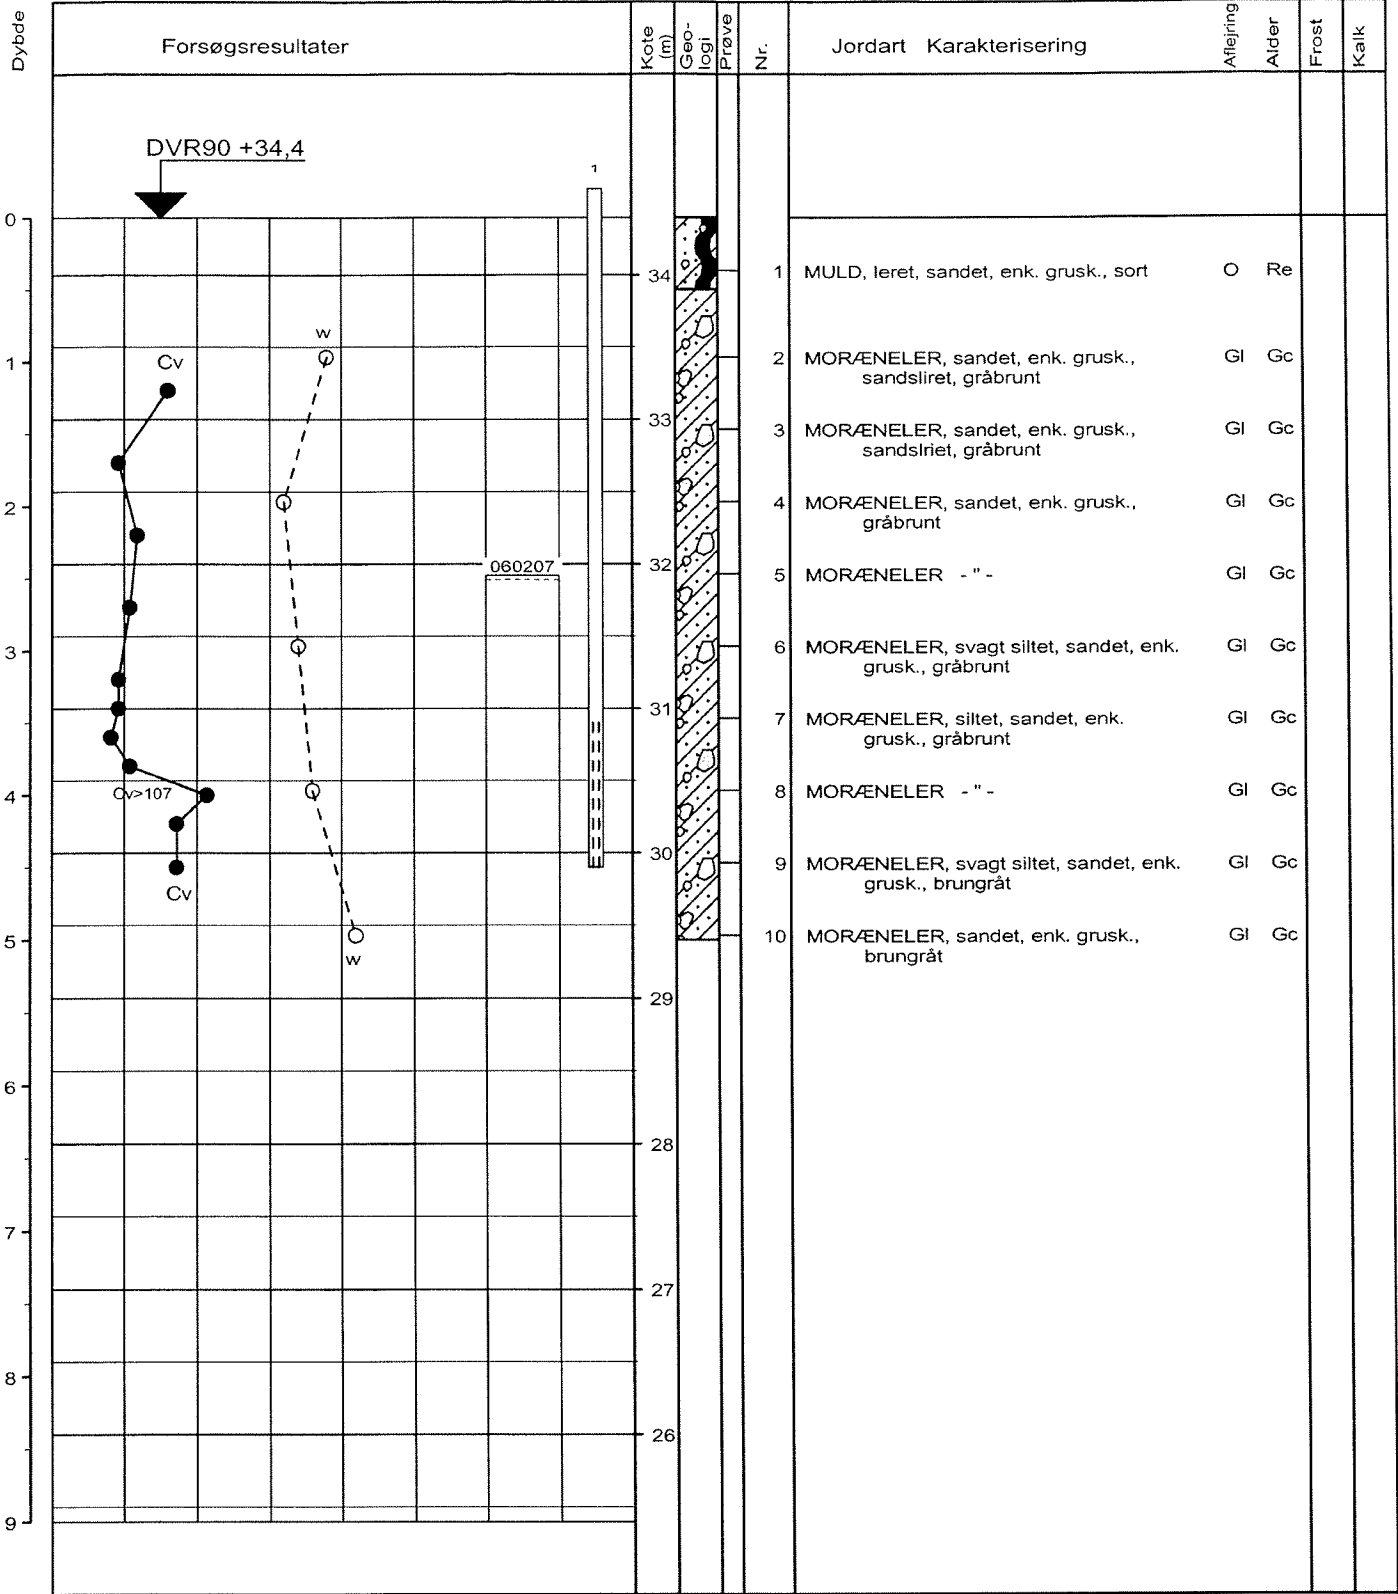 Dybde
Forsøgsresultater
Kote (m)
Geo-logi
Prøve
Nr.
Jordart Karakterisering
Aflejring
Alder
Frost
Kalk
DVR90 +34,4
1
0
34
1 MULD, leret, sandet, enk. grusk., sort O Re
w
1
Cv
2 MORÆNELER, sandet, enk. grusk., Gl Gc
sandsliret, gråbrunt
33
3 MORÆNELER, sandet, enk. grusk., Gl Gc
sandslriet, gråbrunt
2
4 MORÆNELER, sandet, enk. grusk., Gl Gc
gråbrunt
060207
32
5 MORÆNELER - " - Gl Gc
3
6 MORÆNELER, svagt siltet, sandet, enk. Gl Gc
grusk., gråbrunt
31
7 MORÆNELER, siltet, sandet, enk. Gl Gc
grusk., gråbrunt
4
Cv>107
8 MORÆNELER - " - Gl Gc
30
9 MORÆNELER, svagt siltet, sandet, enk. Gl Gc
grusk., brungråt
Cv
5
10 MORÆNELER, sandet, enk. grusk., Gl Gc
brungråt
w
29
6
28
7
27
8
26
9